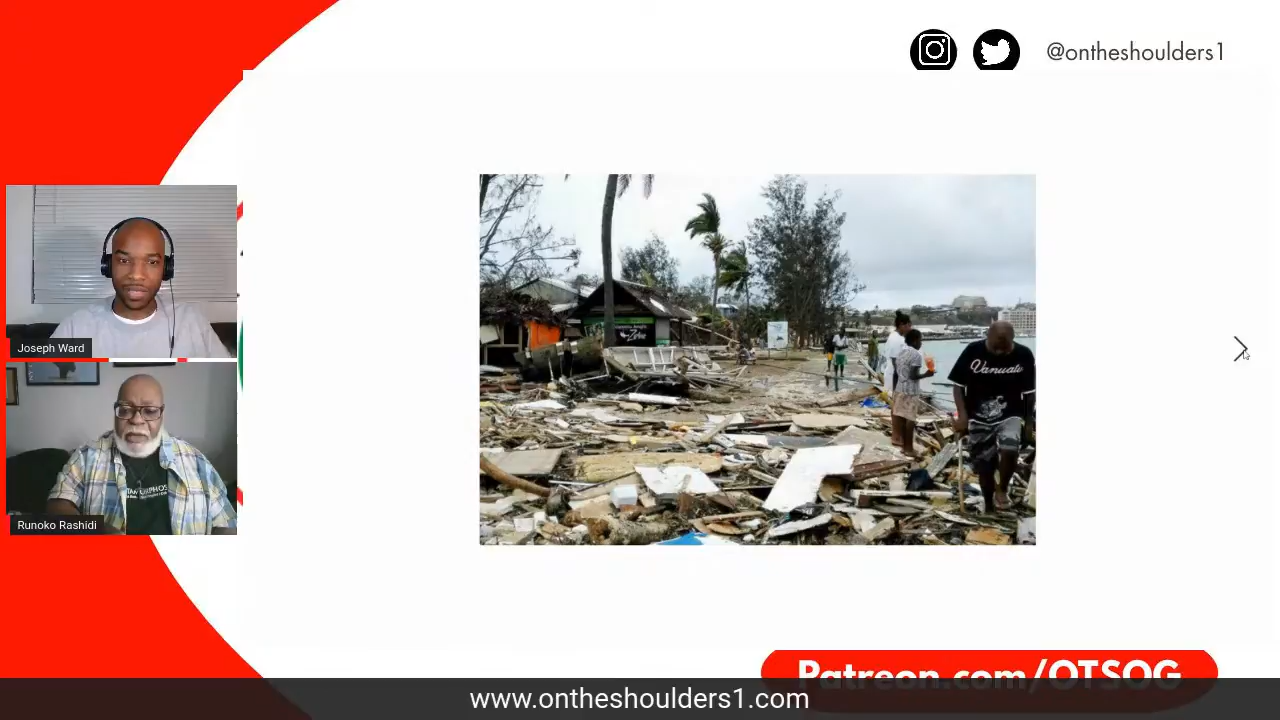 @ontheshoulders1
Joseph Ward
Runoko Rashidi
Vanuatu
Patreon.com/OTSOG
www.ontheshoulders1.com